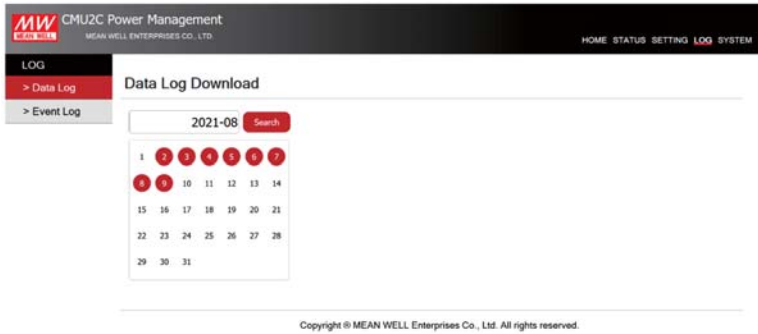 MW
MEAN WELL
CMU2C Power Management
MEAN WELL ENTERPRISES CO., LTD.
HOME STATUS SETTING LOG SYSTEM
LOG
> Data Log
> Event Log
Data Log Download
2021-08 Search
1 2 3 4 5 6 7
8 9 10 11 12 13 14
15 16 17 18 19 20 21
22 23 24 25 26 27 28
29 30 31
Copyright ® MEAN WELL Enterprises Co., Ltd. All rights reserved.